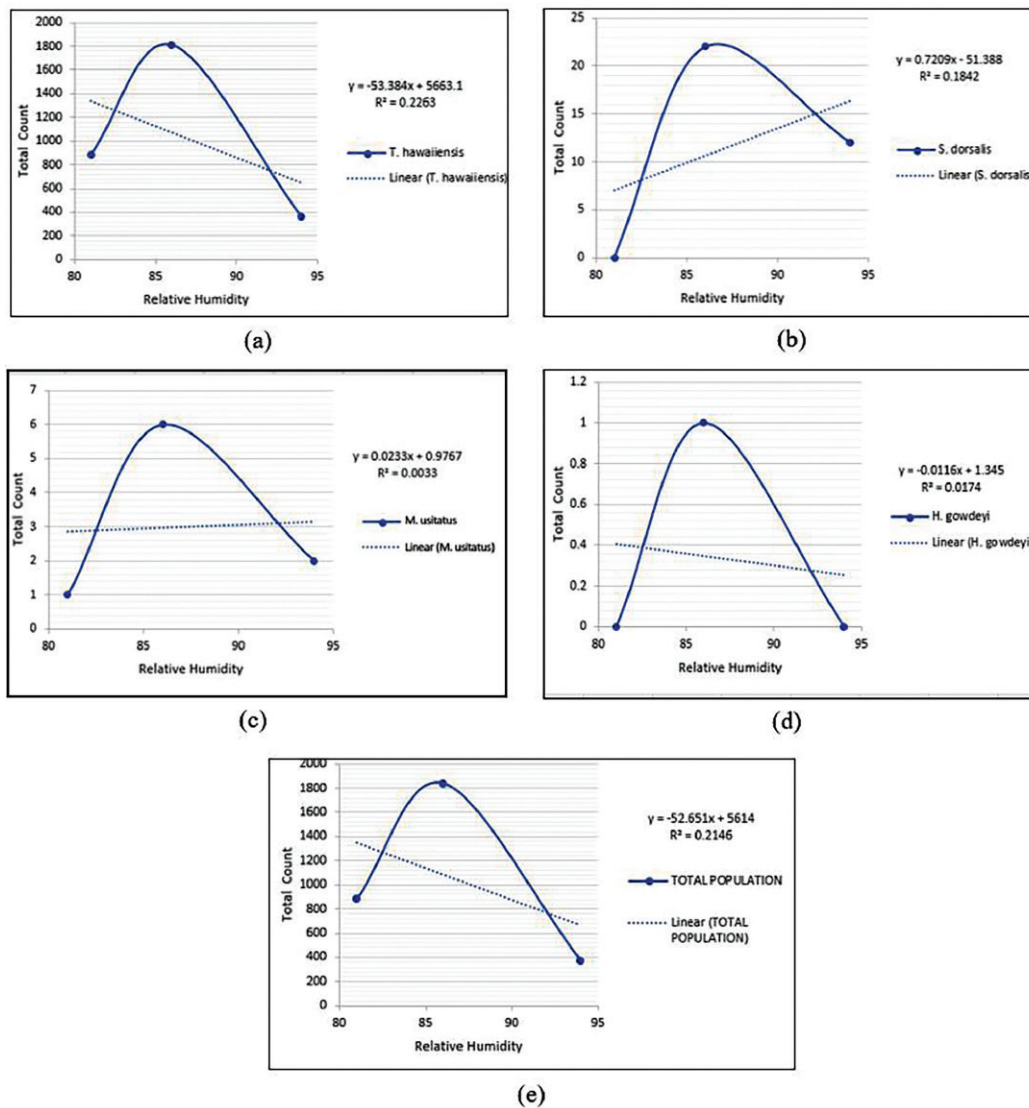 2000
1800
1600
1400
1200
1000
800
600
400
200
0
Total Count
80 85 90 95
Relative Humidity
y = -53.384x + 5663.1
R² = 0.2263
T. hawaiiensis
Linear (T. hawaiiensis)
(a)
25
20
15
10
5
0
Total Count
80 85 90 95
Relative Humidity
y = 0.7209x - 51.388
R² = 0.1842
S. dorsalis
Linear (S. dorsalis
(b)
7
6
5
4
3
2
1
0
Total Count
80 85 90 95
Relative Humidity
y = 0.0233x + 0.9767
R² = 0.0033
M. usitatus
Linear (M. usitatus)
(c)
1.2
1
0.8
0.6
0.4
0.2
0
Total Count
80 85 90 95
Relative Humidity
y = -0.0116x + 1.345
R² = 0.0174
H. gowdeyi
Linear (H. gowdeyi
(d)
2000
1800
1600
1400
1200
1000
800
600
400
200
0
Total Count
80 85 90 95
Relative Humidity
y = -52.651x + 5614
R² = 0.2146
TOTAL POPULATION
Linear (TOTAL
POPULATION)
(e)